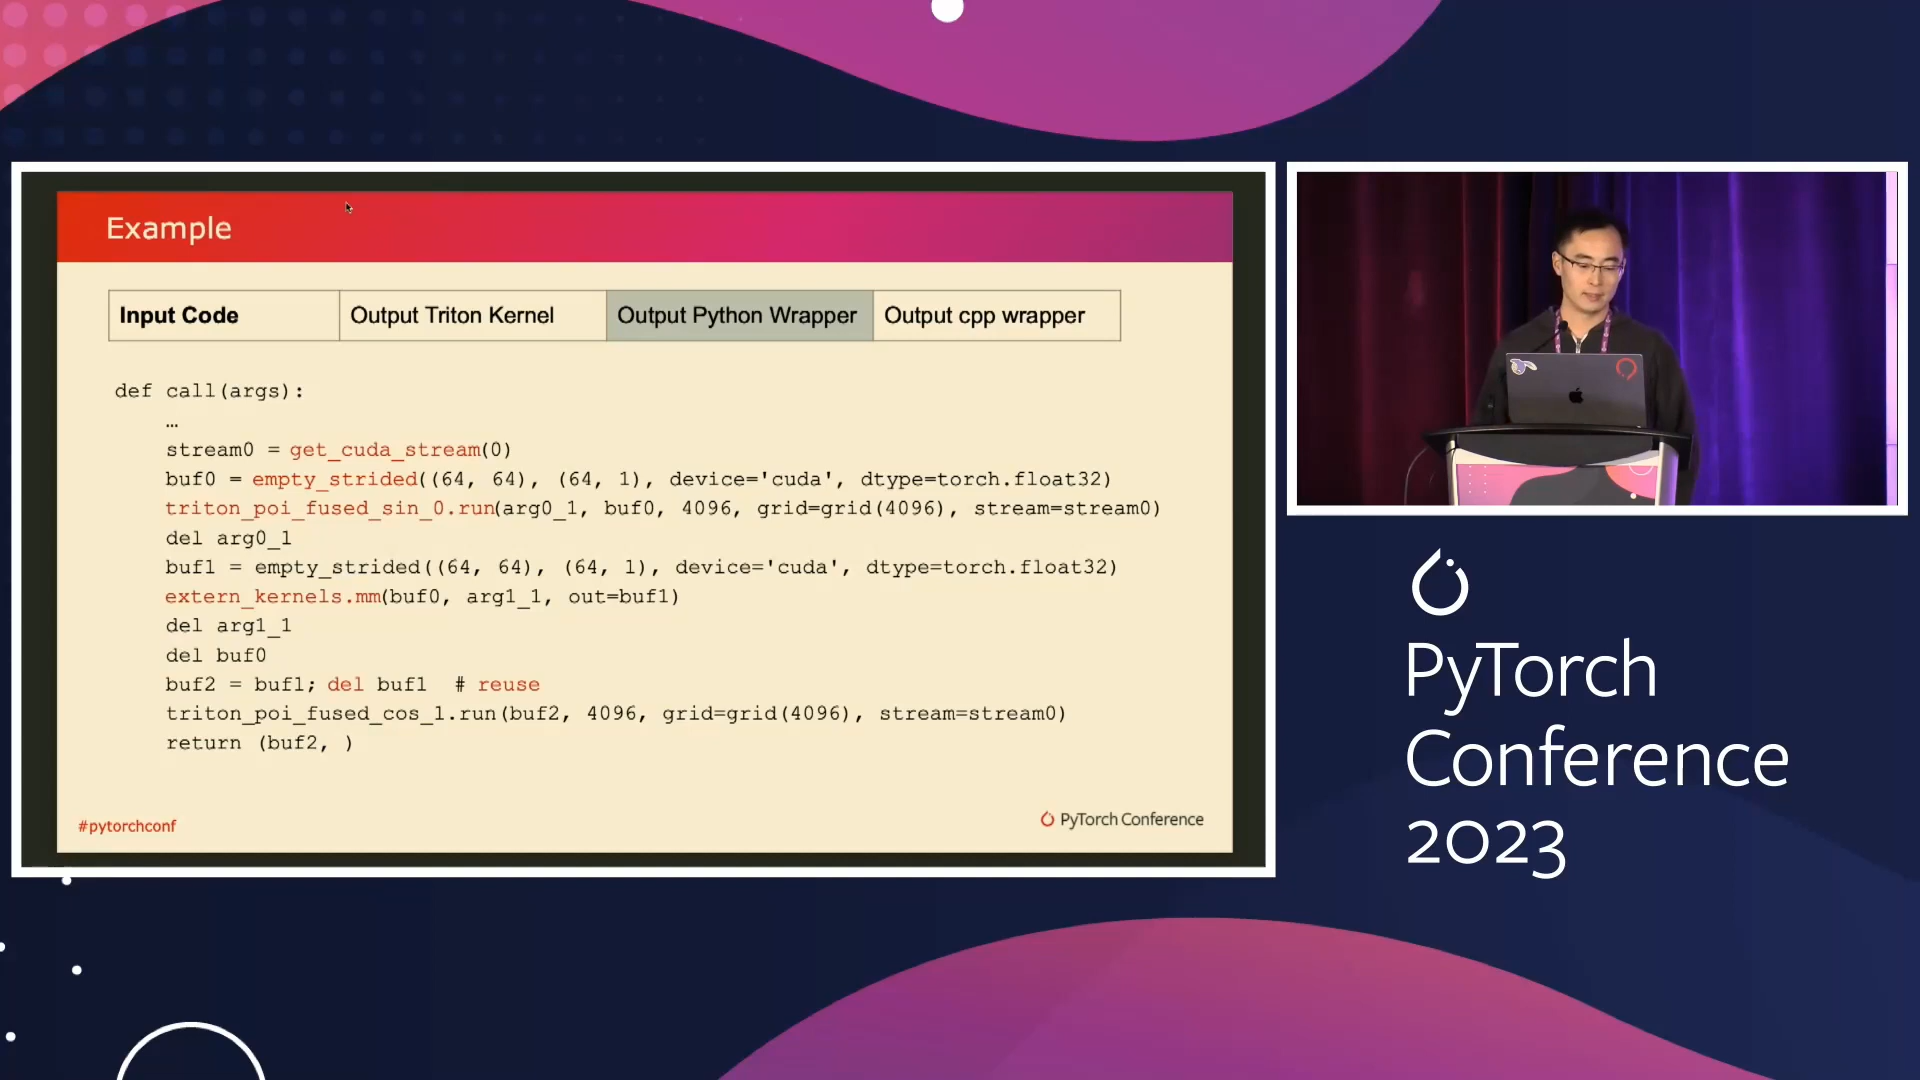 Example
Input Code Output Triton Kernel Output Python Wrapper Output cpp wrapper
def call(args):
…
stream0 = get_cuda_stream(0)
buf0 = empty_strided((64, 64), (64, 1), device='cuda', dtype=torch.float32)
triton_poi_fused_sin_0.run(arg0_1, buf0, 4096, grid=grid(4096), stream=stream0)
del arg0_1
buf1 = empty_strided((64, 64), (64, 1), device='cuda', dtype=torch.float32)
extern_kernels.mm(buf0, arg1_1, out=buf1)
del arg1_1
del buf0
buf2 = buf1; del buf1 # reuse
triton_poi_fused_cos_1.run(buf2, 4096, grid=grid(4096), stream=stream0)
return (buf2, )
#pytorchconf
PyTorch Conference
PyTorch
Conference
2023